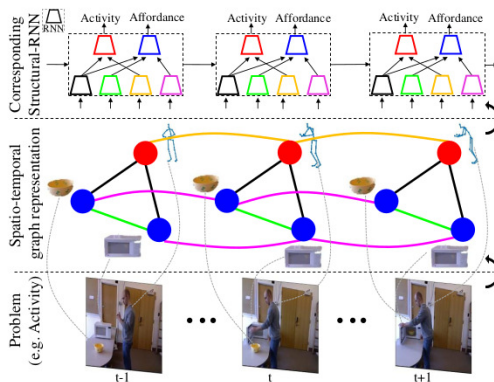 Activity Affordance
Activity Affordance
Activity Affordance
RNN
Corresponding
Structural-RNN
Spatio-temporal
graph representation
Problem
(e.g. Activity)
t-1
t
t+1